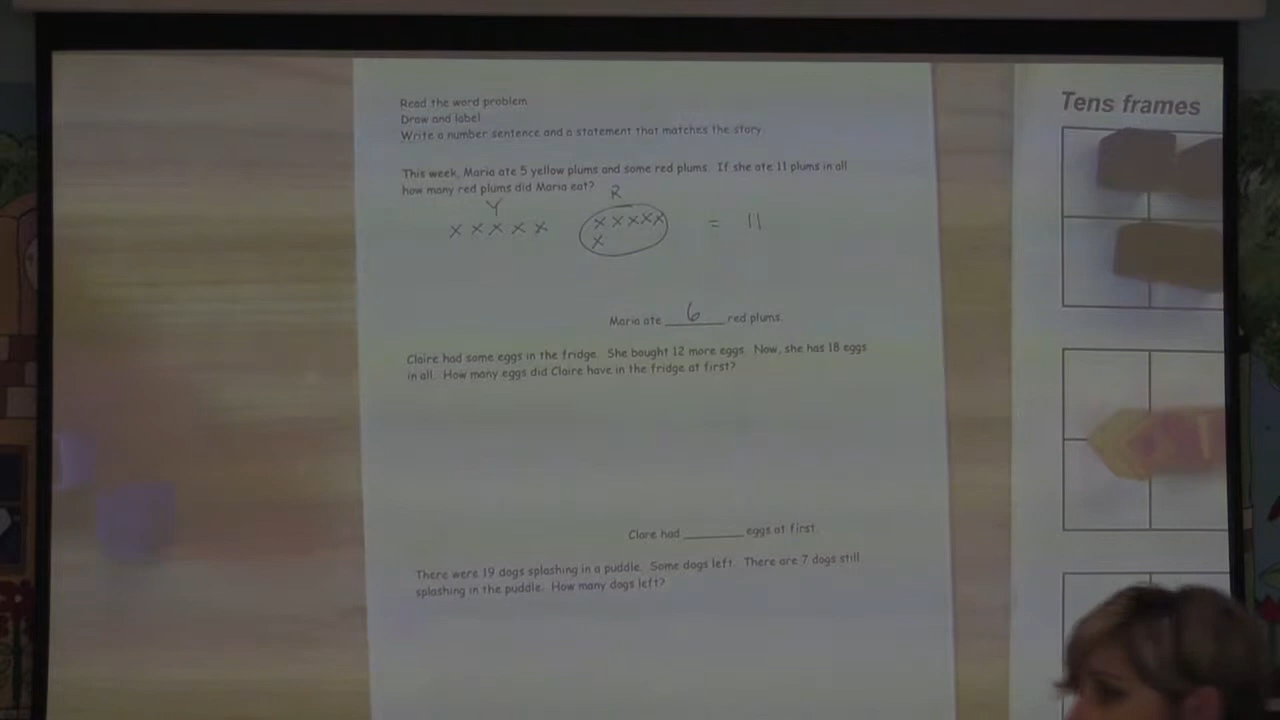 Read the word problem
Draw and label
Write a number sentence and a statement that matches the story.
Tens frames
This week, Maria ate 5 yellow plums and some red plums. If she ate 11 plums in all
how many red plums did Maria eat?
Y R
x x x x x x x x x x = 11
x
Maria ate 6 red plums.
Claire had some eggs in the fridge. She bought 12 more eggs. Now, she has 18 eggs
in all. How many eggs did Claire have in the fridge at first?
Clare had ______ eggs at first.
There were 19 dogs splashing in a puddle. Some dogs left. There are 7 dogs still
splashing in the puddle. How many dogs left?